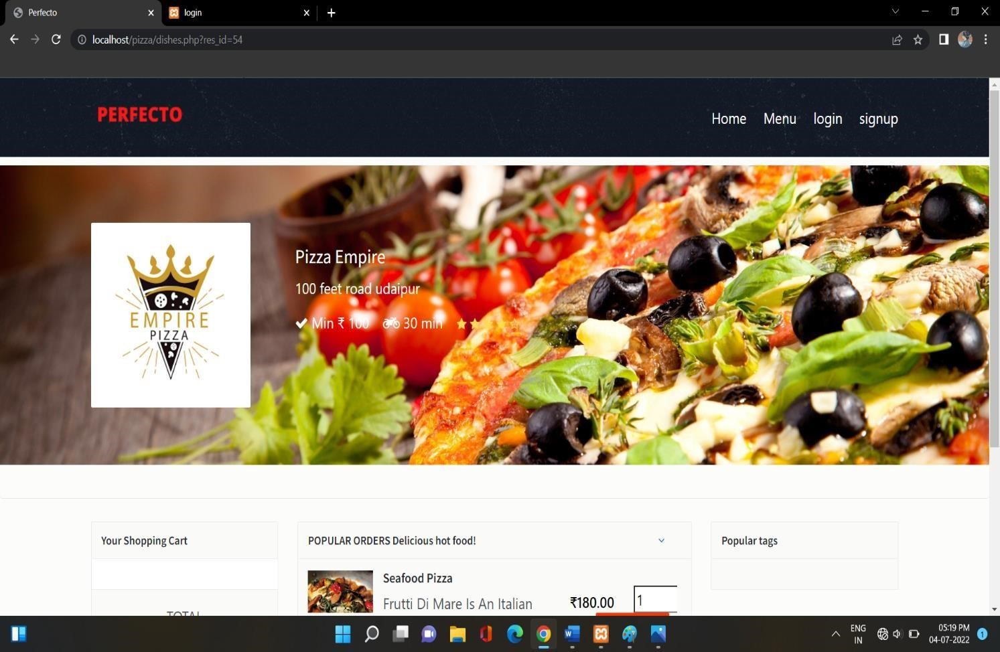 Perfecto
login
localhost/pizza/dishes.php?res_id=54
PERFECTO
Home Menu login signup
EMPIRE
PIZZA
Pizza Empire
100 feet road udaipur
Min ₹ 100 30 min
Your Shopping Cart
TOTAL
POPULAR ORDERS Delicious hot food!
Seafood Pizza
Frutti Di Mare Is An Italian
₹180.00
1
Popular tags
ENG
IN
05:19 PM
04-07-2022
1